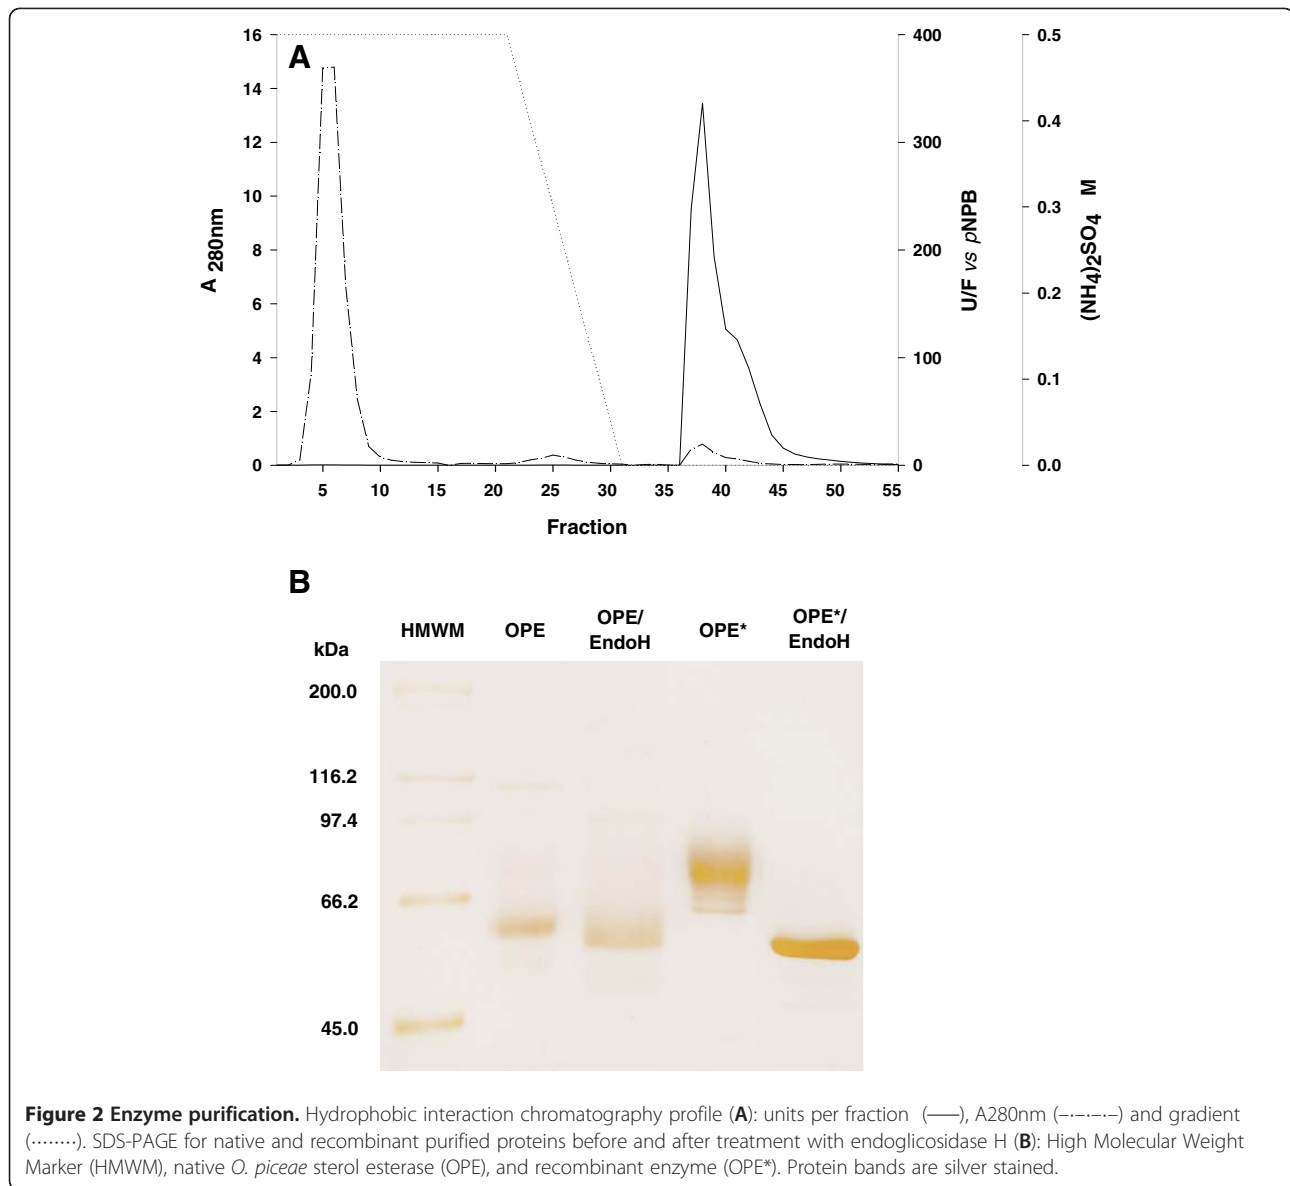 A
16
14
12
10
8
6
4
2
0
A 280nm
400
300
200
100
0
U/F vs pNPB
0.5
0.4
0.3
0.2
0.1
0.0
(NH4)2SO4 M
5 10 15 20 25 30 35 40 45 50 55
Fraction
B
kDa
HMWM
OPE
OPE/
EndoH
OPE*
OPE*/
EndoH
200.0
116.2
97.4
66.2
45.0
Figure 2 Enzyme purification. Hydrophobic interaction chromatography profile (A): units per fraction (——), A280nm (–·–·–·–) and gradient
(········). SDS-PAGE for native and recombinant purified proteins before and after treatment with endoglicosidase H (B): High Molecular Weight
Marker (HMWM), native O. piceae sterol esterase (OPE), and recombinant enzyme (OPE*). Protein bands are silver stained.